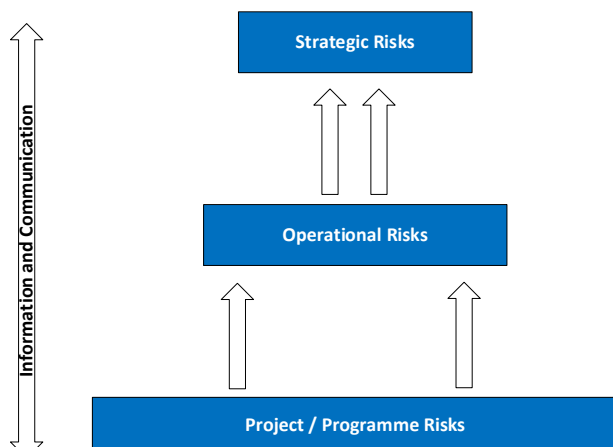 Strategic Risks
Information and Communication
Operational Risks
Project / Programme Risks